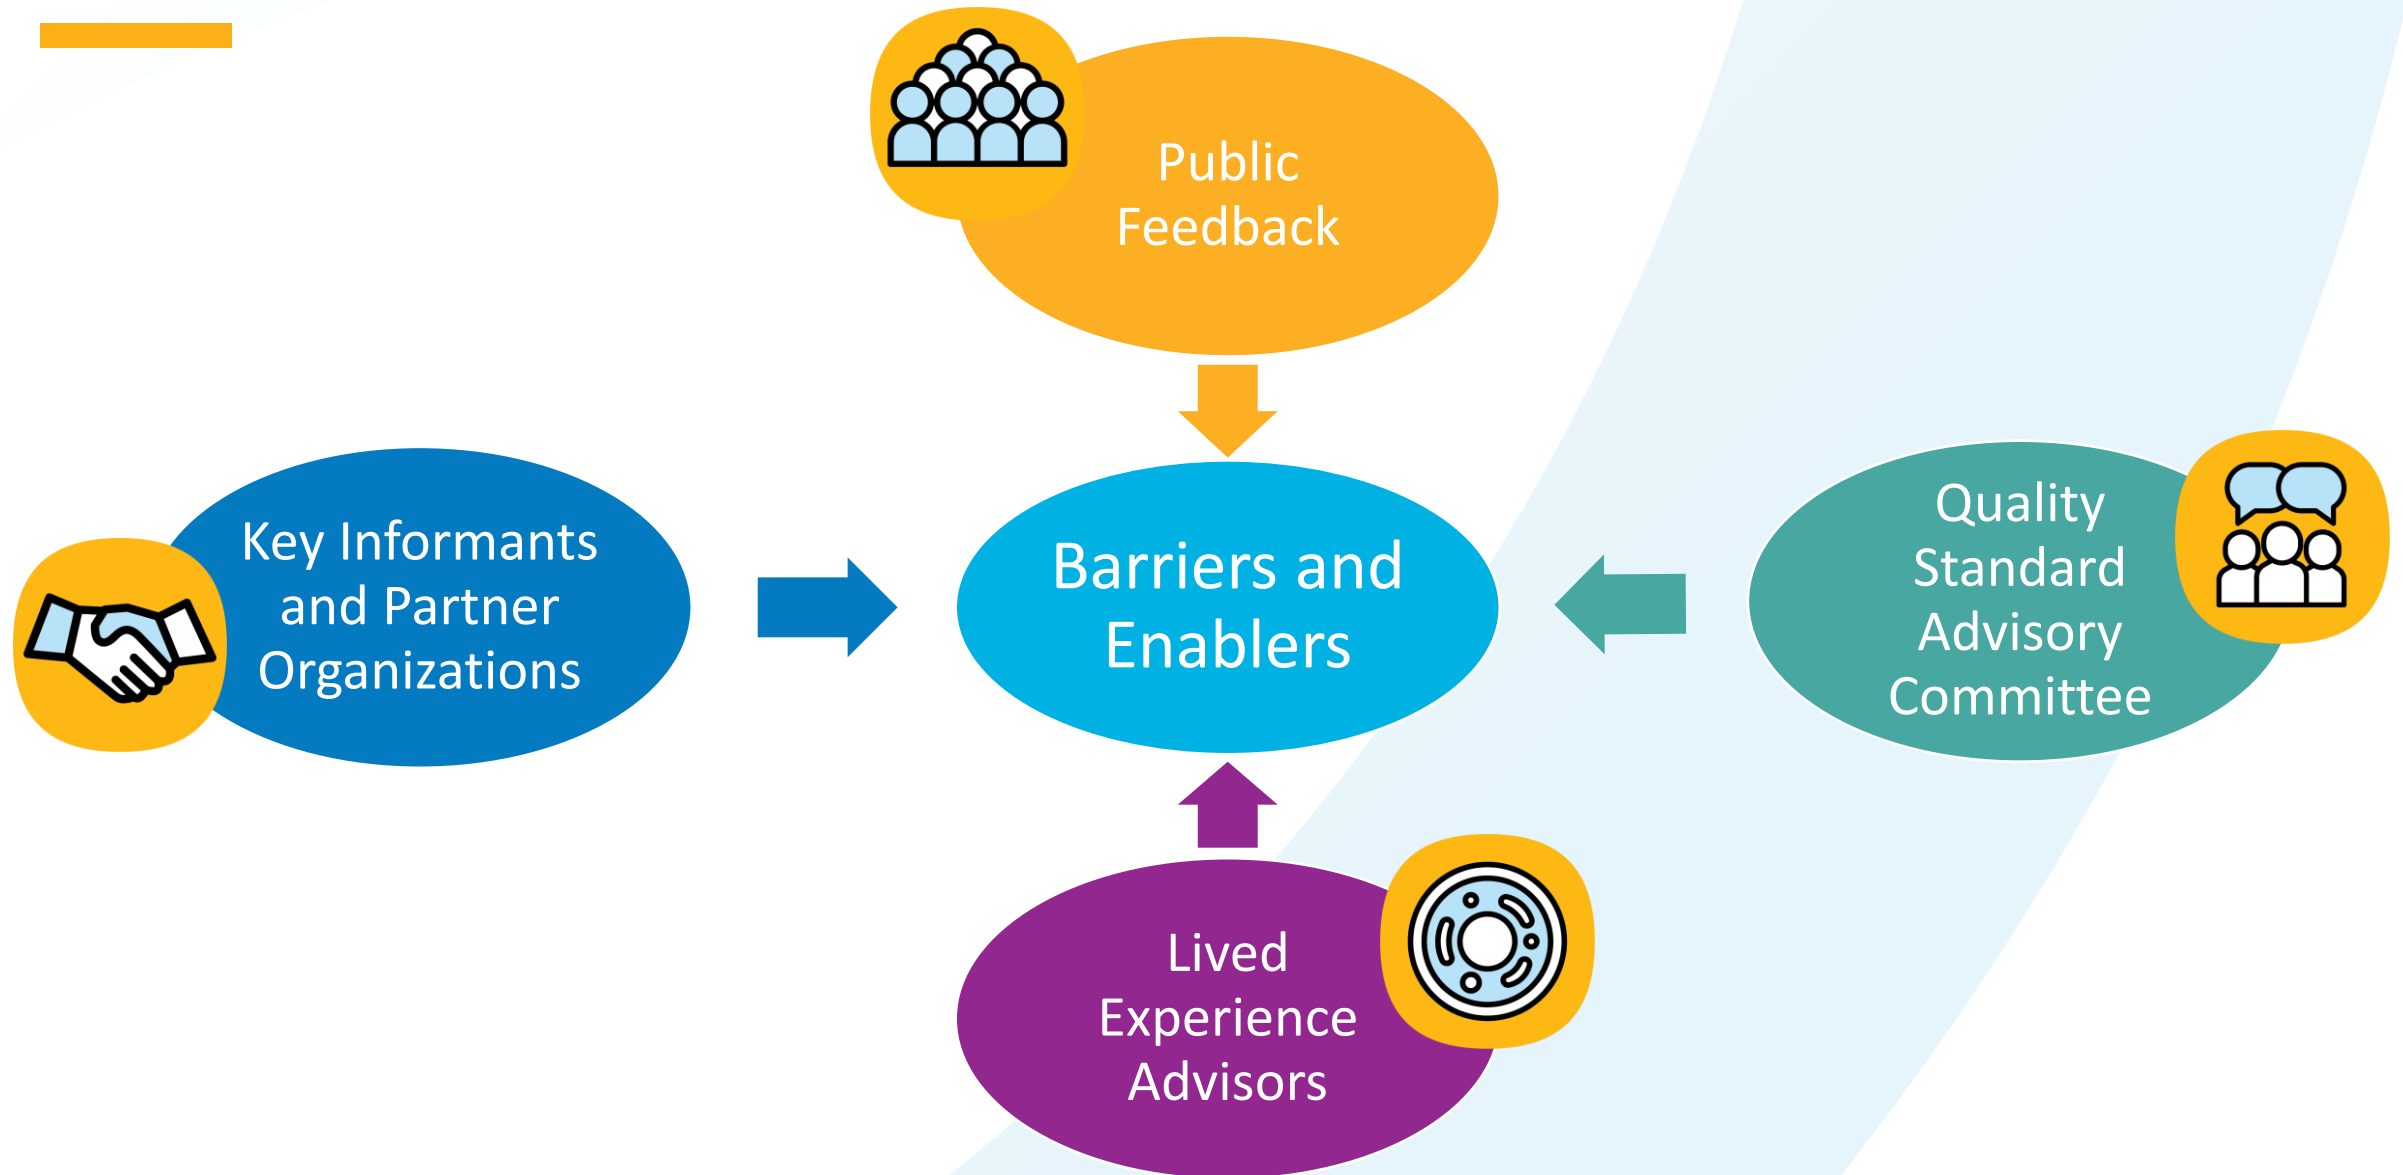 Public
Feedback
Key Informants
and Partner
Organizations
Barriers and
Enablers
Quality
Standard
Advisory
Committee
Lived
Experience
Advisors